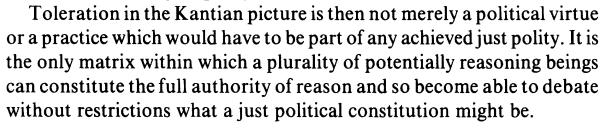 Toleration in the Kantian picture is then not merely a political virtue
or a practice which would have to be part of any achieved just polity. It is
the only matrix within which a plurality of potentially reasoning beings
can constitute the full authority of reason and so become able to debate
without restrictions what a just political constitution might be.